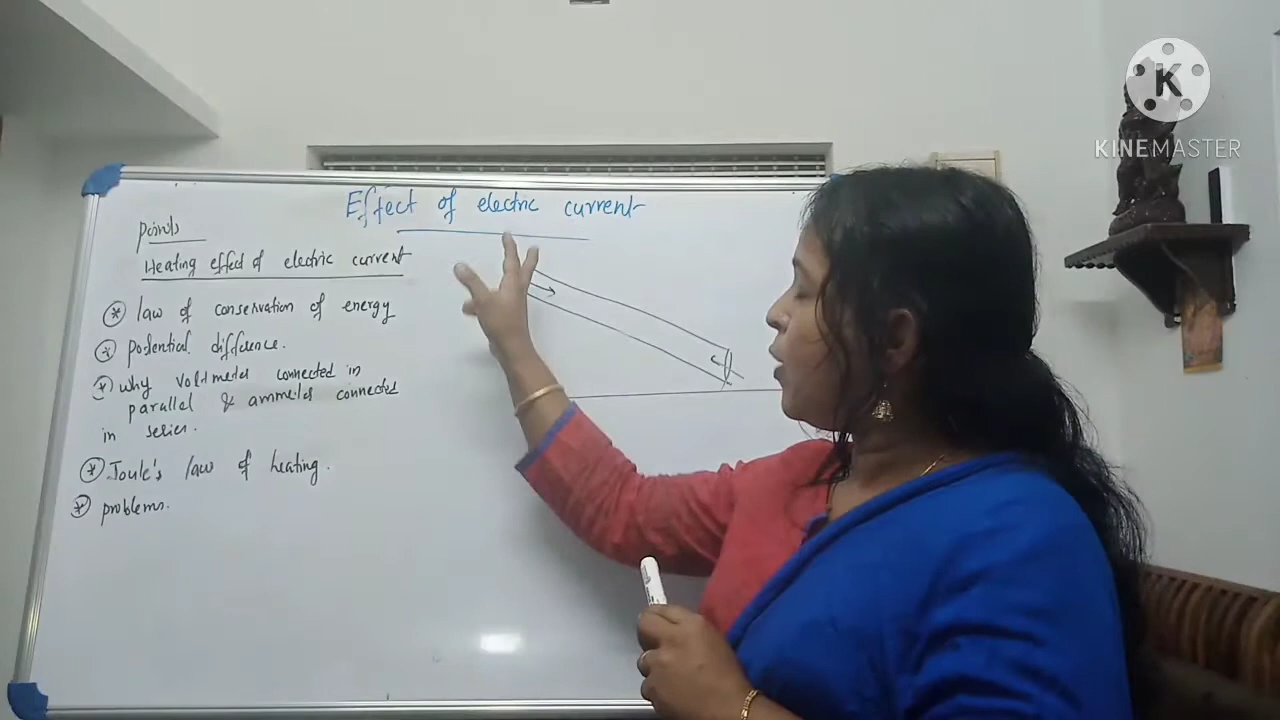 Effect of electric current
points
Heating effect of electric current
law of conservation of energy
potential difference.
why voltmeter connected in
parallel & ammeter connected
in series.
Joule's law of heating.
problems.
K
KINEMASTER